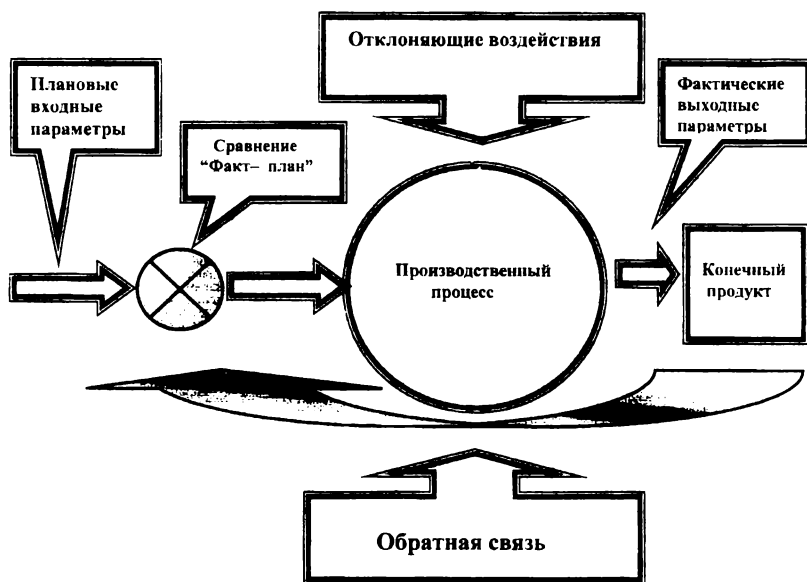 Отклоняющие воздействия
Плановые
входные
параметры
Фактические
выходные
параметры
Сравнение
“Факт– план”
Производственный
процесс
Конечный
продукт
Обратная связь